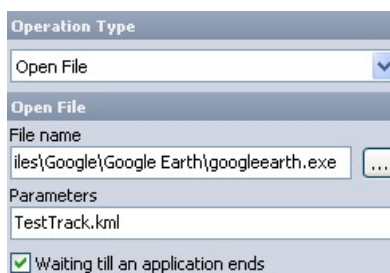 Operation Type
Open File
Open File
File name
iles\Google\Google Earth\googleearth.exe
...
Parameters
TestTrack.kml
Waiting till an application ends